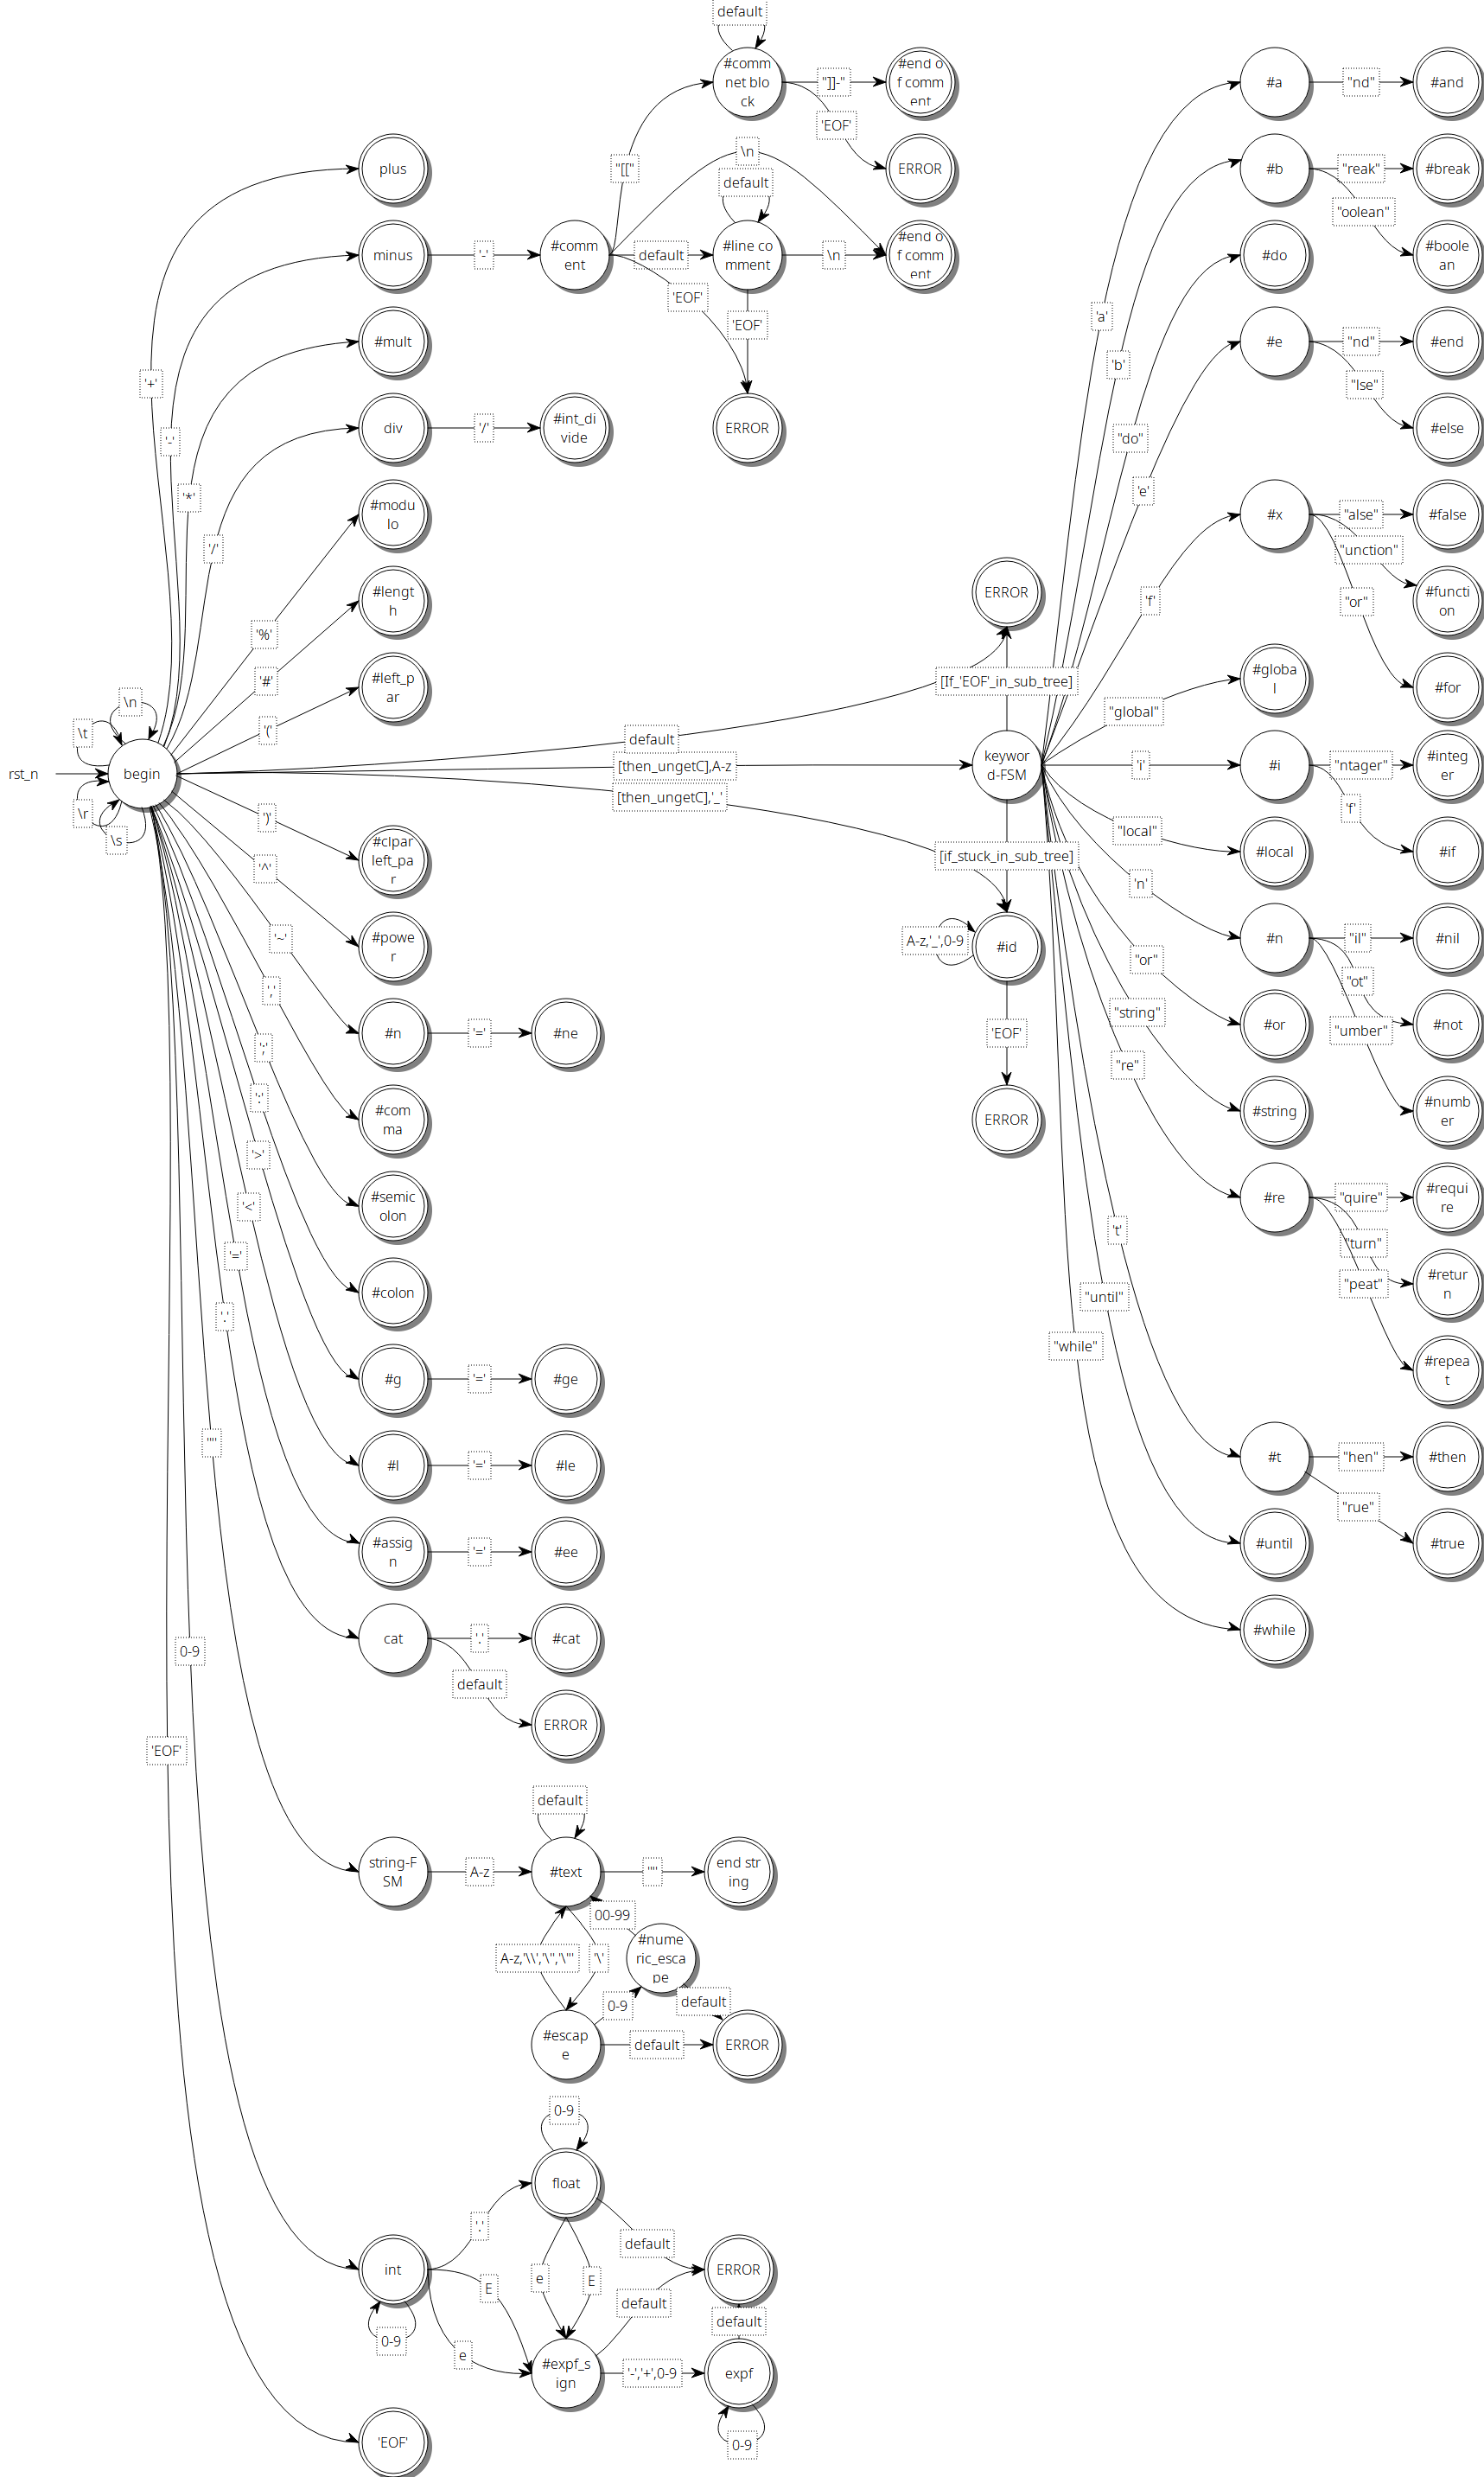 default
#comm
net blo
ck
"]]-"
#end o
f comm
ent
'EOF'
ERROR
"[["
\n
default
#comm
ent
default
#line co
mment
\n
#end o
f comm
ent
'EOF'
'EOF'
ERROR
plus
minus
'-'
#mult
div
'/'
#int_di
vide
#modu
lo
#lengt
h
#left_p
ar
'+'
'-'
'*'
'/'
'%'
'#'
'('
\n
\t
rst_n
begin
\r
\s
default
[then_ungetC],A-z
[then_ungetC],'_'
')'
#clpar
left_pa
r
'^'
#powe
r
'~'
#n
'='
#ne
','
#com
ma
';'
#semic
olon
':'
#colon
'>'
#g
'='
#ge
'<'
#l
'='
#le
'='
#assig
n
'='
#ee
'.'
cat
'.'
#cat
default
ERROR
'"'
0-9
'EOF'
default
string-F
SM
A-z
#text
'"'
end str
ing
00-99
#nume
ric_esca
pe
A-z,'\\','\'','\"'
'\'
0-9
default
#escap
e
default
ERROR
0-9
float
'.'
default
int
E
e
e
E
ERROR
0-9
default
default
#expf_s
ign
'-','+',0-9
expf
0-9
'EOF'
ERROR
[If_'EOF'_in_sub_tree]
keywor
d-FSM
[if_stuck_in_sub_tree]
A-z,'_',0-9
#id
'EOF'
ERROR
'a'
'b'
"do"
'e'
'f'
"global"
'i'
"local"
'n'
"or"
"string"
"re"
't'
"until"
"while"
#a
"nd"
#and
#b
"reak"
#break
"oolean"
#boole
an
#do
#e
"nd"
#end
"lse"
#else
#x
"alse"
#false
"unction"
#functi
on
"or"
#for
#globa
l
#i
"ntager"
#integ
er
'f'
#if
#local
#n
"il"
#nil
"ot"
#not
"umber"
#numb
er
#or
#string
#re
"quire"
#requi
re
"turn"
#retur
n
"peat"
#repea
t
#t
"hen"
#then
"rue"
#true
#until
#while